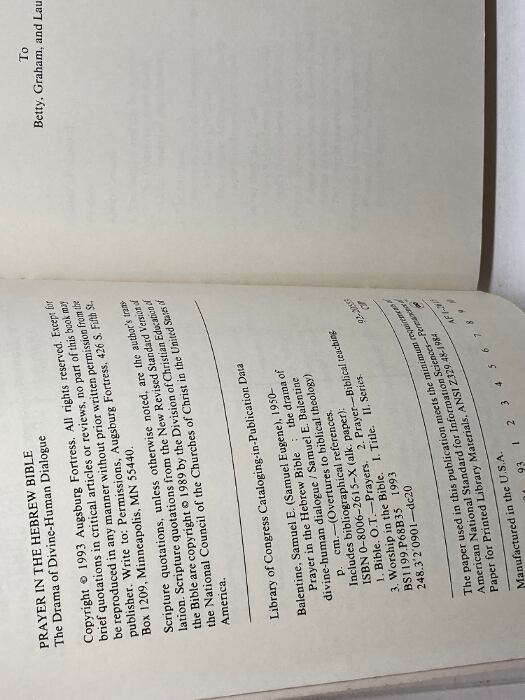 To
Betty, Graham, and Lau
PRAYER IN THE HEBREW BIBLE
The Drama of Divine-Human Dialogue
Copyright © 1993 Augsburg Fortress. All rights reserved. Except for
brief quotations in critical articles or reviews, no part of this book may
be reproduced in any manner without prior written permission from the
publisher. Write to: Permissions, Augsburg Fortress, 426 S. Fifth St.,
Box 1209, Minneapolis, MN 55440.
Scripture quotations, unless otherwise noted, are the author's trans-
lation. Scripture quotations from the New Revised Standard Version of
the Bible are copyright © 1989 by the Division of Christian Education of
the National Council of the Churches of Christ in the United States of
America.
Library of Congress Cataloging-in-Publication Data
Balentine, Samuel E. (Samuel Eugene), 1950–
Prayer in the Hebrew Bible : the drama of
divine-human dialogue / Samuel E. Balentine
p. cm.—(Overtures to biblical theology)
Includes bibliographical references.
ISBN 0-8006-2615-X (alk. paper):
1. Bible. O.T.—Prayers. 2. Prayer—Biblical teaching
3. Worship in the Bible. I. Title. II. Series.
BS1199.P68B35 1993
248.3'2'0901—dc20
CIP
The paper used in this publication meets the minimum requirements of
American National Standard for Information Sciences—Permanence of
Paper for Printed Library Materials, ANSI Z329.48-1984.
Manufactured in the U.S.A. AF 1-
93 1 2 3 4 5 6 7 8 9